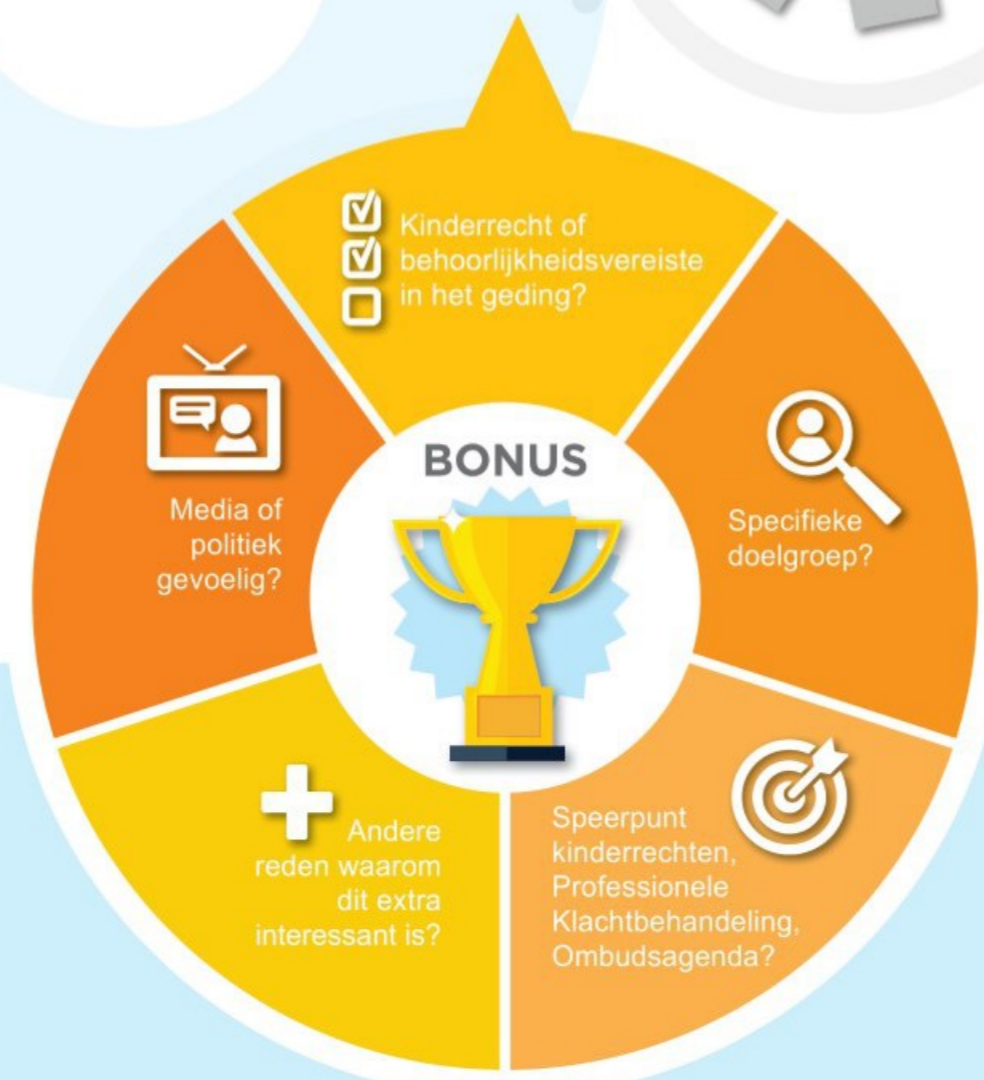 Kinderrecht of
behoorlijkheidsvereiste
in het geding?
Media of
politiek
gevoelig?
BONUS
Specifieke
doelgroep?
Andere
reden waarom
dit extra
interessant is?
Speerpunt
kinderrechten,
Professionele
Klachtbehandeling,
Ombudsagenda?